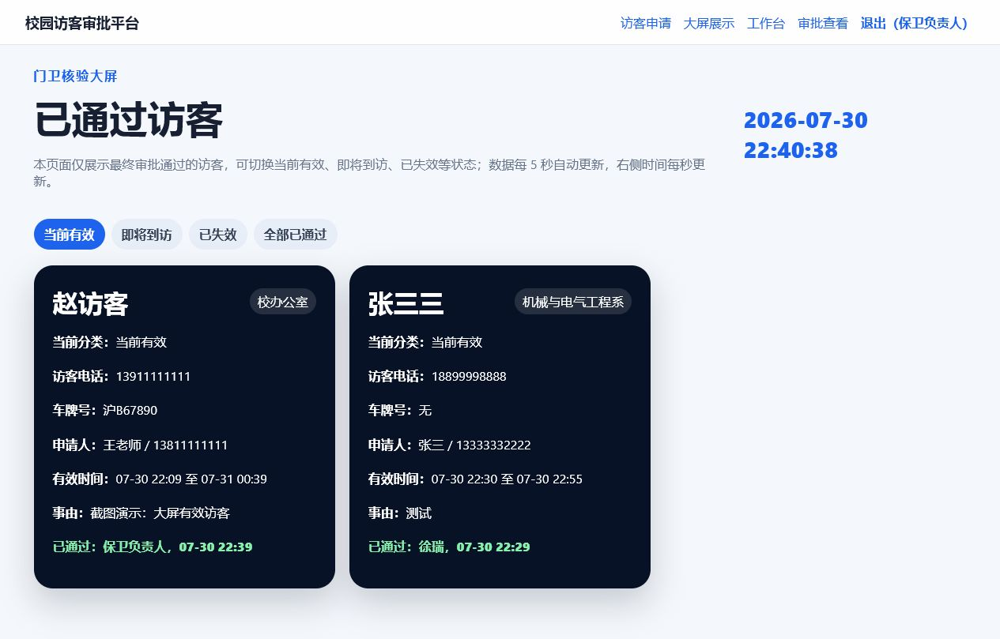 校园访客审批平台 访客申请 大屏展示 工作台 审批查看 退出（保卫负责人）
门卫核验大屏
已通过访客
本页面仅展示最终审批通过的访客，可切换当前有效、即将到访、已失效等状态；数据每 5 秒自动更新，右侧时间每秒更
新。
2026-07-30
22:40:38
当前有效 即将到访 已失效 全部已通过
赵访客 校办公室
当前分类：当前有效
访客电话：13911111111
车牌号：沪B67890
申请人：王老师 / 13811111111
有效时间：07-30 22:09 至 07-31 00:39
事由：截图演示：大屏有效访客
已通过：保卫负责人，07-30 22:39
张三三 机械与电气工程系
当前分类：当前有效
访客电话：18899998888
车牌号：无
申请人：张三 / 13333332222
有效时间：07-30 22:30 至 07-30 22:55
事由：测试
已通过：徐瑞，07-30 22:29